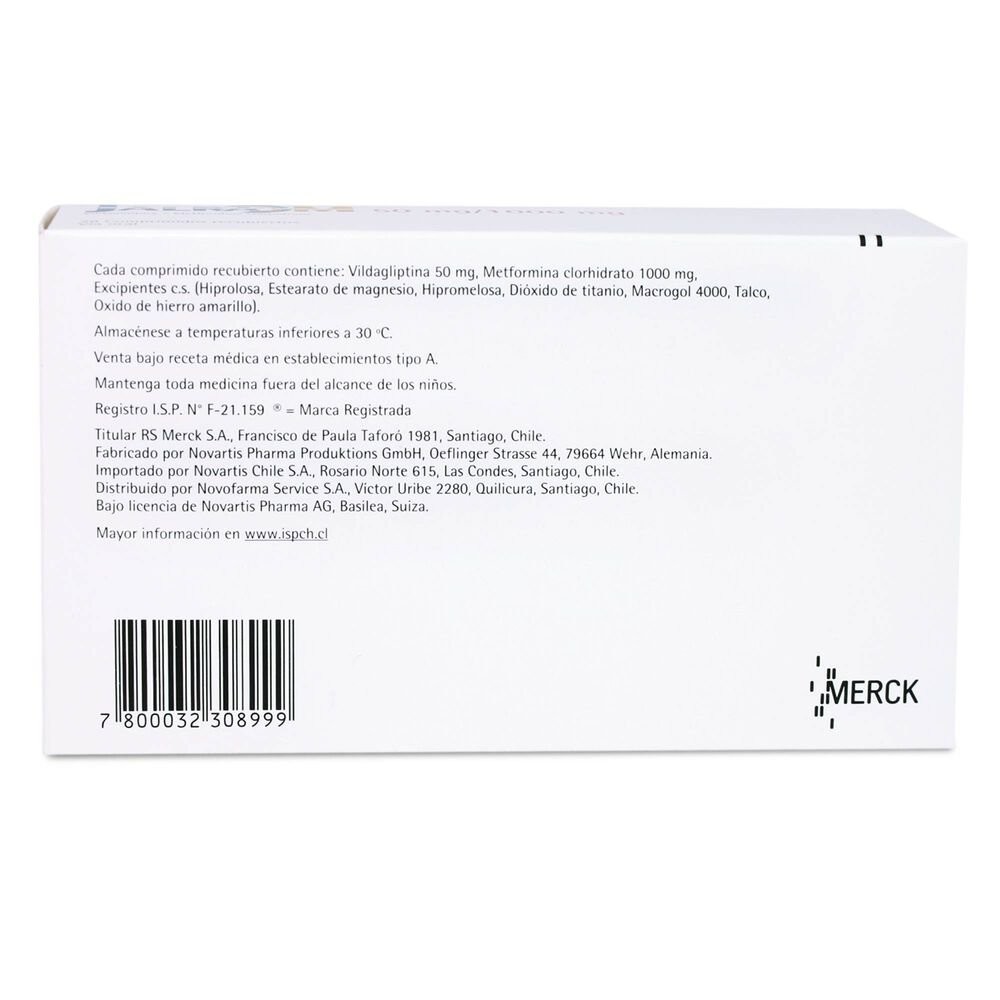 50 mg/1000 mg
Cada comprimido recubierto contiene: Vildagliptina 50 mg, Metformina clorhidrato 1000 mg,
Excipientes c.s. (Hiprolosa, Estearato de magnesio, Hipromelosa, Dióxido de titanio, Macrogol 4000, Talco,
Oxido de hierro amarillo).
Almacénese a temperaturas inferiores a 30 °C.
Venta bajo receta médica en establecimientos tipo A.
Mantenga toda medicina fuera del alcance de los niños.
Registro I.S.P. N° F-21.159 ® = Marca Registrada
Titular RS Merck S.A., Francisco de Paula Taforó 1981, Santiago, Chile.
Fabricado por Novartis Pharma Produktions GmbH, Oeflinger Strasse 44, 79664 Wehr, Alemania.
Importado por Novartis Chile S.A., Rosario Norte 615, Las Condes, Santiago, Chile.
Distribuido por Novofarma Service S.A., Víctor Uribe 2280, Quilicura, Santiago, Chile.
Bajo licencia de Novartis Pharma AG, Basilea, Suiza.
Mayor información en www.ispch.cl
7 800032 308999
MERCK